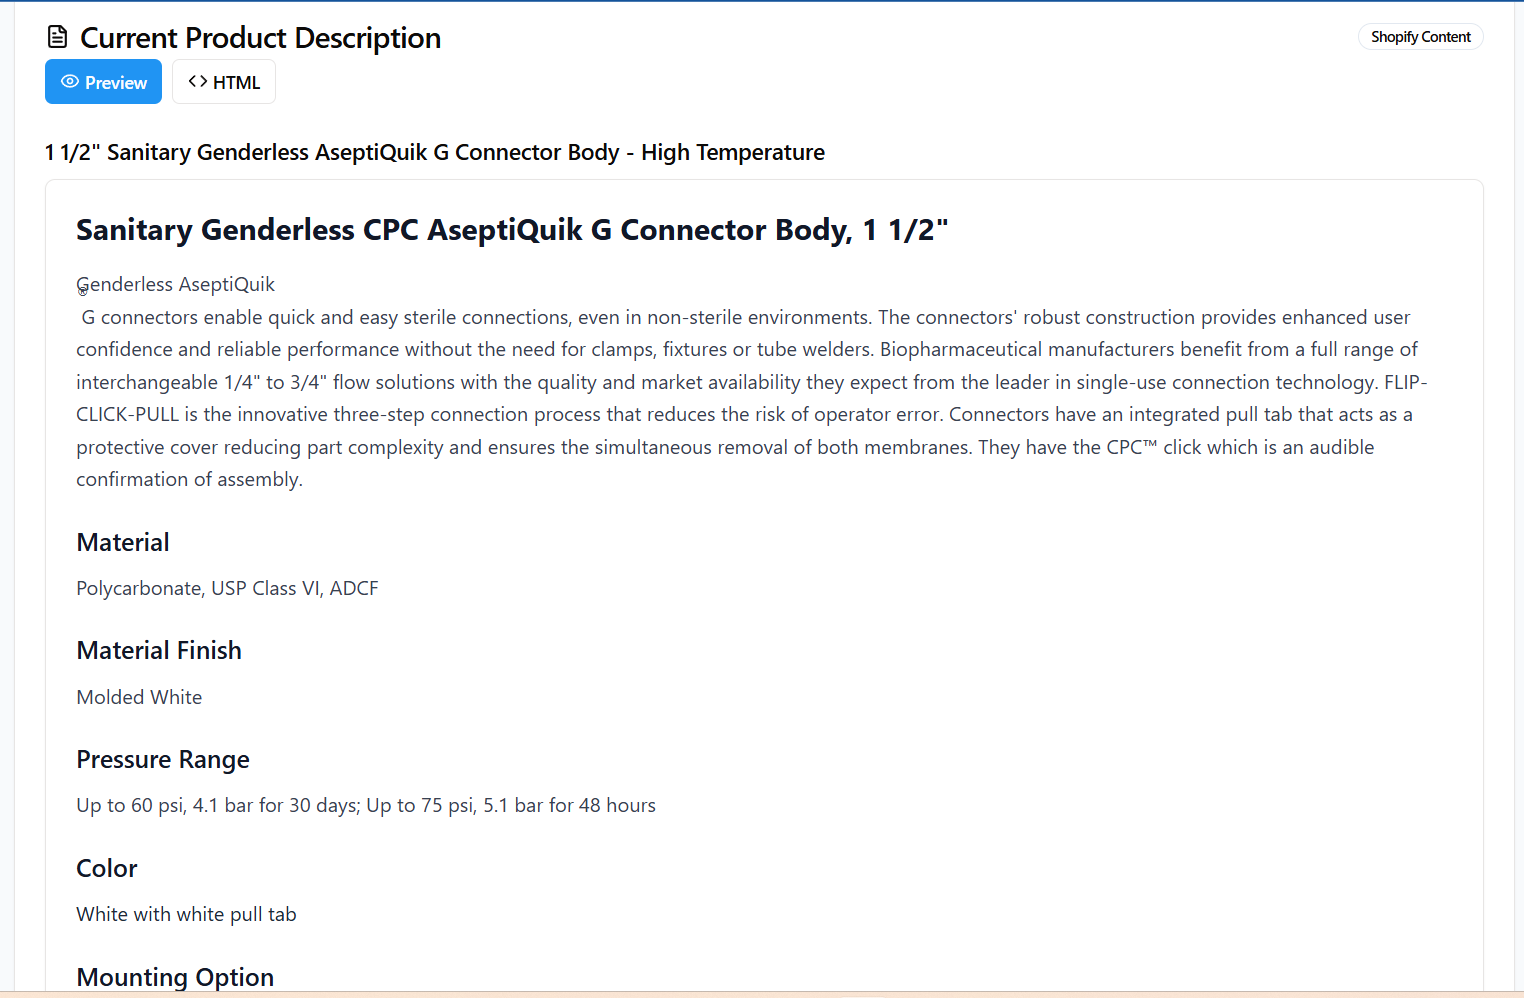 Current Product Description
Shopify Content
Preview
<> HTML
1 1/2" Sanitary Genderless AseptiQuik G Connector Body - High Temperature
Sanitary Genderless CPC AseptiQuik G Connector Body, 1 1/2"
Genderless AseptiQuik
®
G connectors enable quick and easy sterile connections, even in non-sterile environments. The connectors' robust construction provides enhanced user
confidence and reliable performance without the need for clamps, fixtures or tube welders. Biopharmaceutical manufacturers benefit from a full range of
interchangeable 1/4" to 3/4" flow solutions with the quality and market availability they expect from the leader in single-use connection technology. FLIP-
CLICK-PULL is the innovative three-step connection process that reduces the risk of operator error. Connectors have an integrated pull tab that acts as a
protective cover reducing part complexity and ensures the simultaneous removal of both membranes. They have the CPC™ click which is an audible
confirmation of assembly.
Material
Polycarbonate, USP Class VI, ADCF
Material Finish
Molded White
Pressure Range
Up to 60 psi, 4.1 bar for 30 days; Up to 75 psi, 5.1 bar for 48 hours
Color
White with white pull tab
Mounting Option